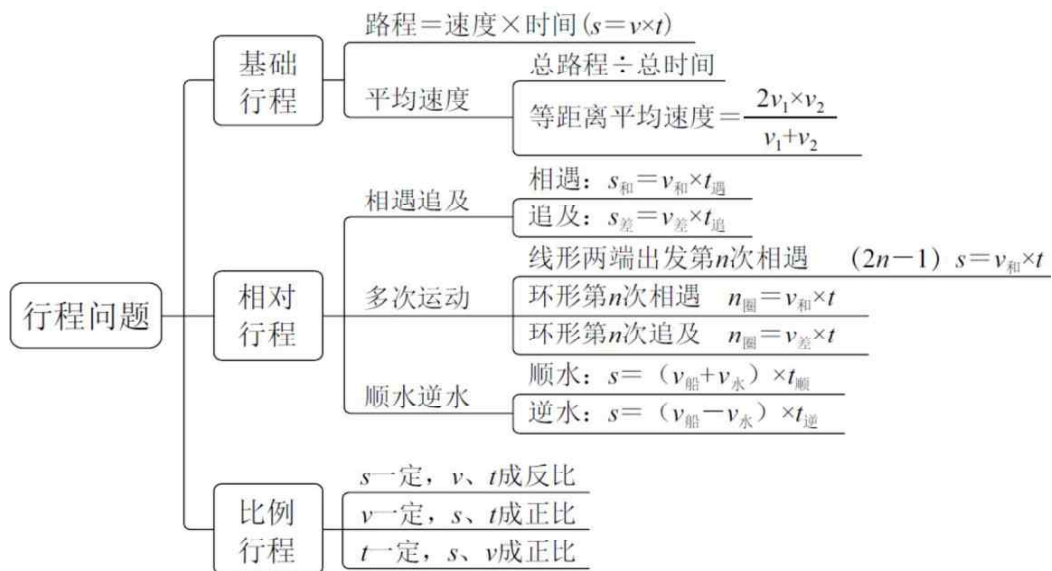 行程问题
基础
行程
路程＝速度×时间(s＝v×t)
平均速度
总路程÷总时间
等距离平均速度＝2v₁×v₂/v₁+v₂
相对
行程
相遇追及
相遇：s和＝v和×t遇
追及：s差＝v差×t追
多次运动
线形两端出发第n次相遇 （2n－1）s＝v和×t
环形第n次相遇 n圈＝v和×t
环形第n次追及 n圈＝v差×t
顺水逆水
顺水：s＝（v船+v水）×t顺
逆水：s＝（v船－v水）×t逆
比例
行程
s一定，v、t成反比
v一定，s、t成正比
t一定，s、v成正比